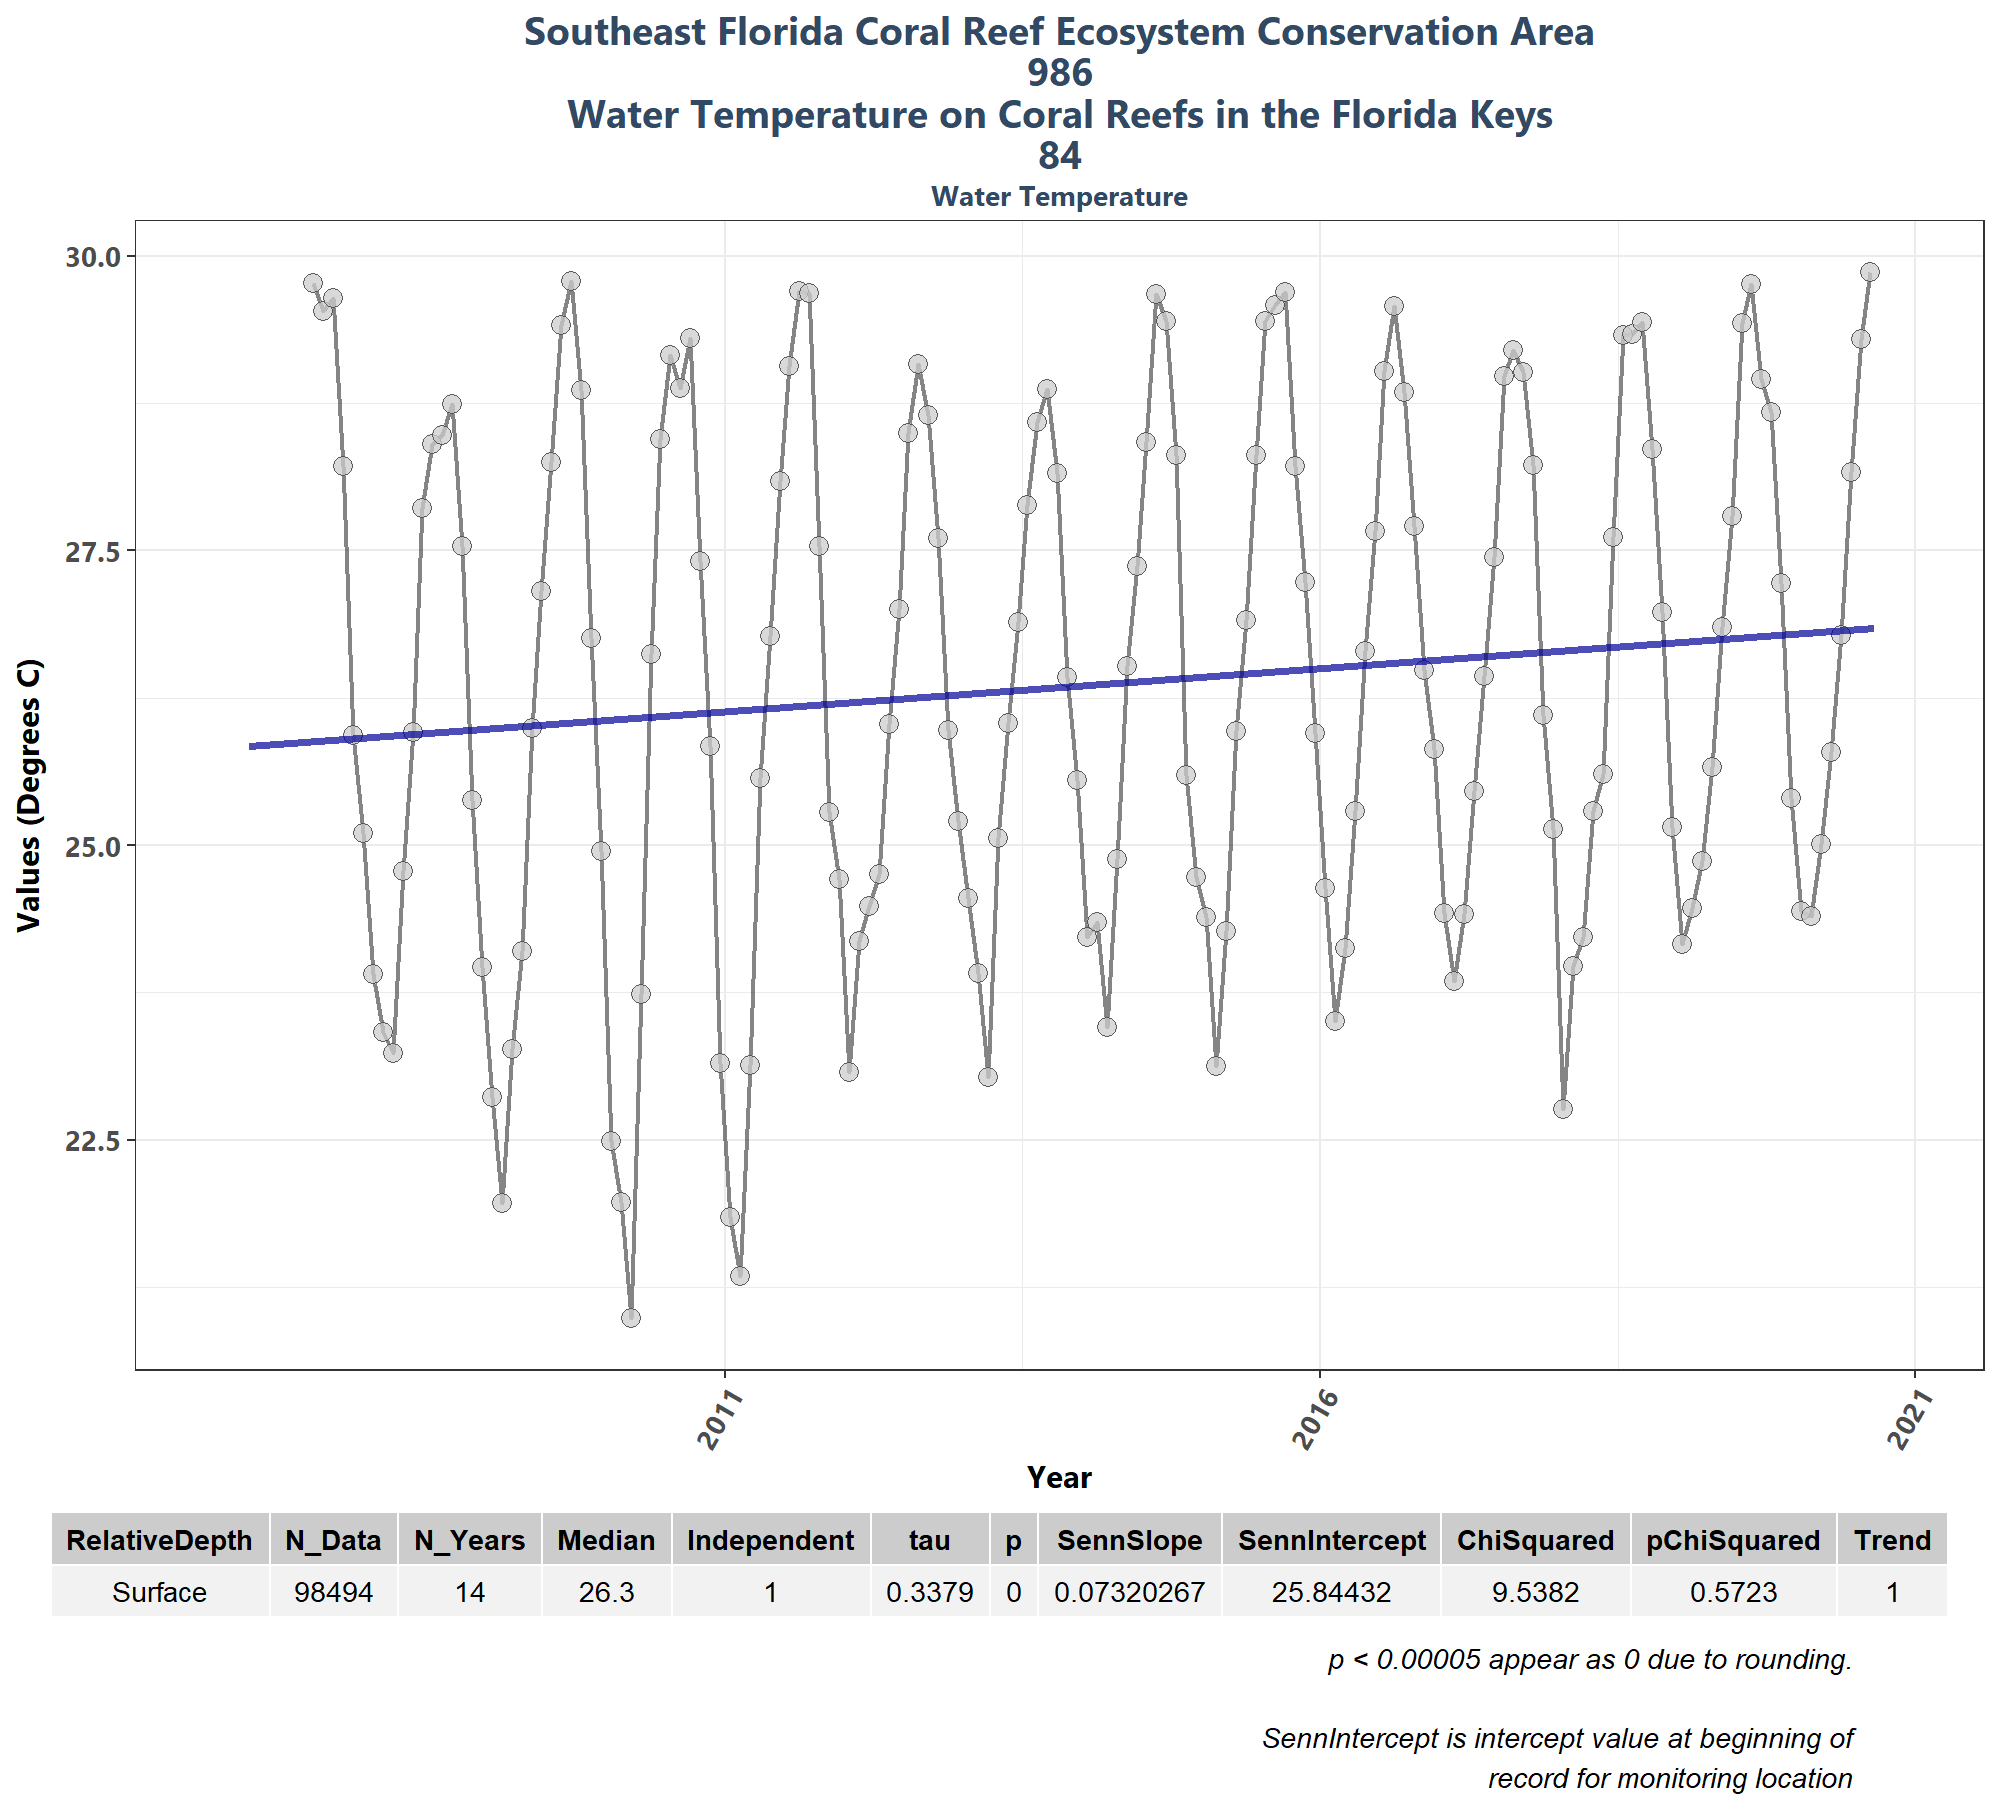 Southeast Florida Coral Reef Ecosystem Conservation Area
986
Water Temperature on Coral Reefs in the Florida Keys
84
Water Temperature
30.0
27.5
25.0
22.5
Values (Degrees C)
2011
2016
2021
Year
RelativeDepth N_Data N_Years Median Independent tau p SennSlope SennIntercept ChiSquared pChiSquared Trend
Surface 98494 14 26.3 1 0.3379 0 0.07320267 25.84432 9.5382 0.5723 1
p < 0.00005 appear as 0 due to rounding.
SennIntercept is intercept value at beginning of
record for monitoring location